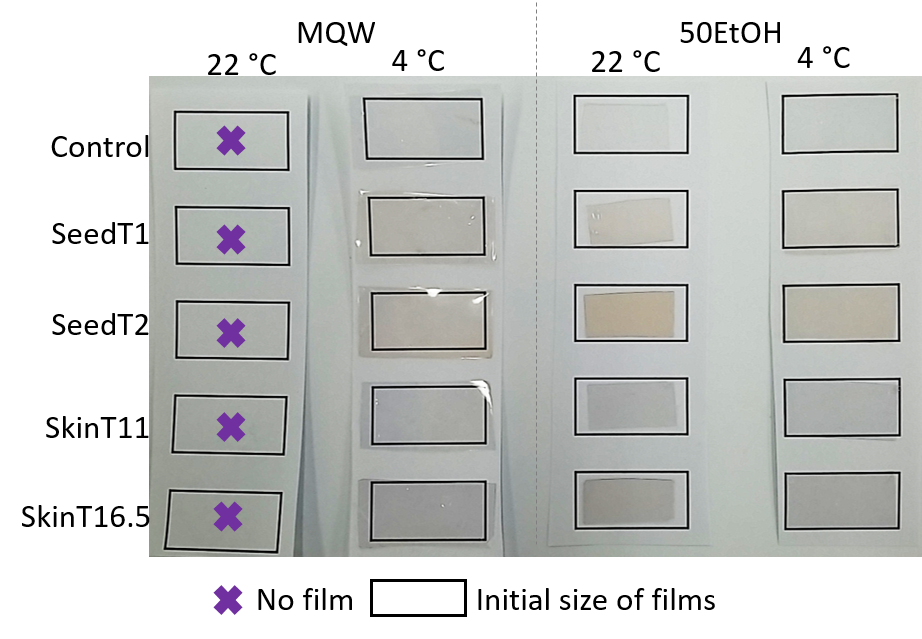 MQW
50EtOH
22 °C
4 °C
22 °C
4 °C
Control
SeedT1
SeedT2
SkinT11
SkinT16.5
No film
Initial size of films